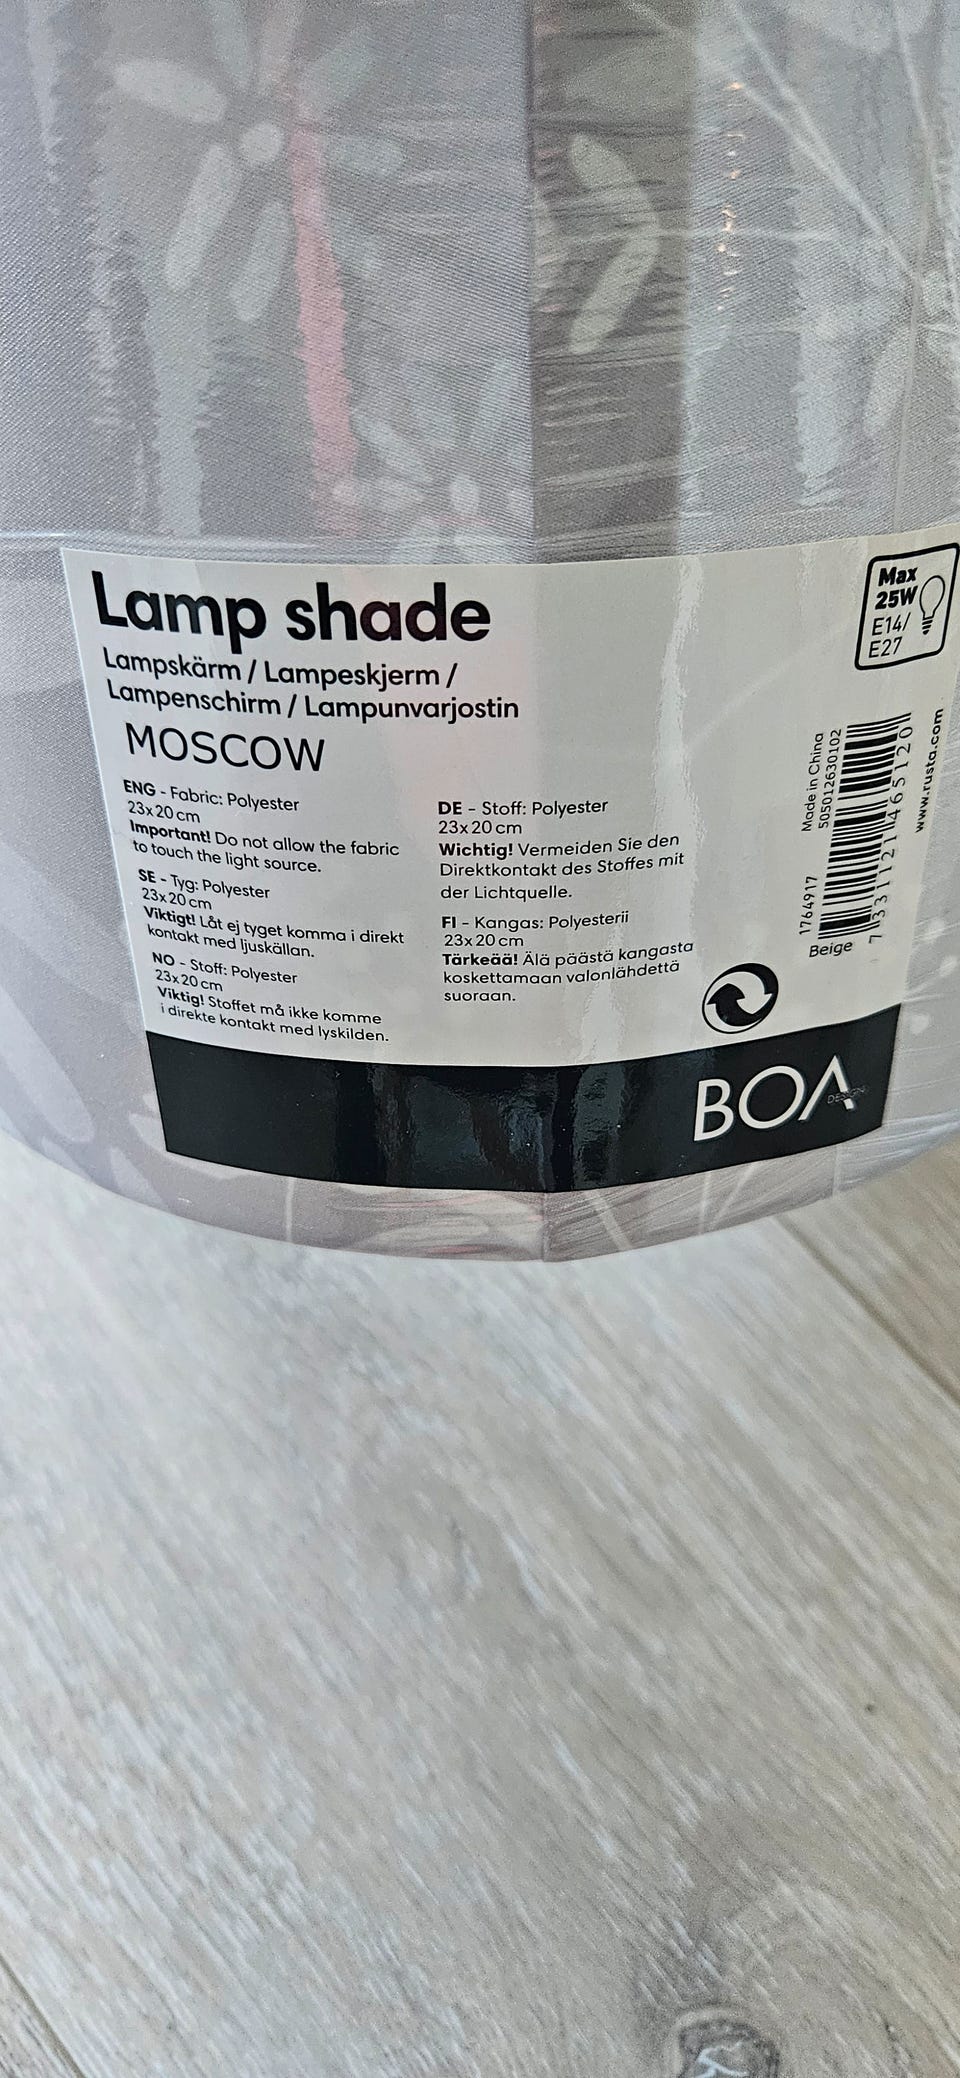 Lamp shade
Lampskärm / Lampeskjerm /
Lampenschirm / Lampunvarjostin
MOSCOW
ENG - Fabric: Polyester
23x20 cm
Important! Do not allow the fabric
to touch the light source.
SE - Tyg: Polyester
23x20 cm
Viktigt! Låt ej tyget komma i direkt
kontakt med ljuskällan.
NO - Stoff: Polyester
23x20 cm
Viktig! Stoffet må ikke komme
i direkte kontakt med lyskilden.
DE - Stoff: Polyester
23x20 cm
Wichtig! Vermeiden Sie den
Direktkontakt des Stoffes mit
der Lichtquelle.
FI - Kangas: Polyesterii
23x20 cm
Tärkeää! Älä päästä kangasta
koskettamaan valonlähdettä
suoraan.
Max
25W
E14/
E27
Made in China
505012630102
1764917
7331121465120
www.rusta.com
Beige
BOA
DESIGN